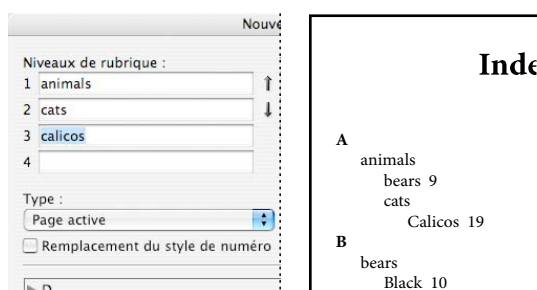 Nouve
Niveaux de rubrique :
1 animals
2 cats
3 calicos
4
Type :
Page active
Remplacement du style de numéro
D
Inde
A
animals
bears 9
cats
Calicos 19
B
bears
Black 10